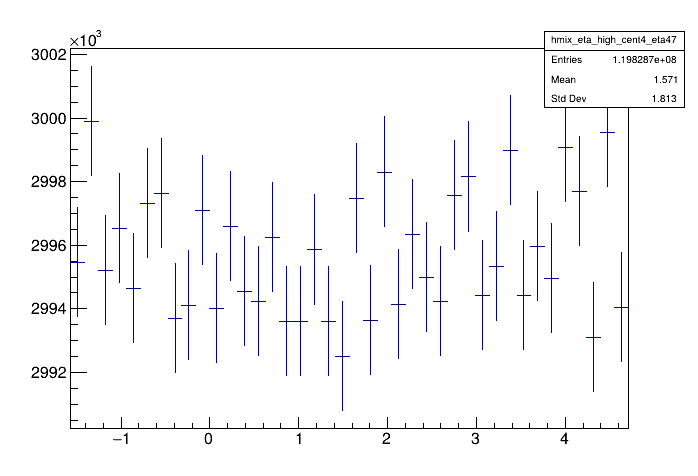 ×10³
hmix_eta_high_cent4_eta47
Entries 1.198287e+08
Mean 1.571
Std Dev 1.813
3002
3000
2998
2996
2994
2992
−1 0 1 2 3 4